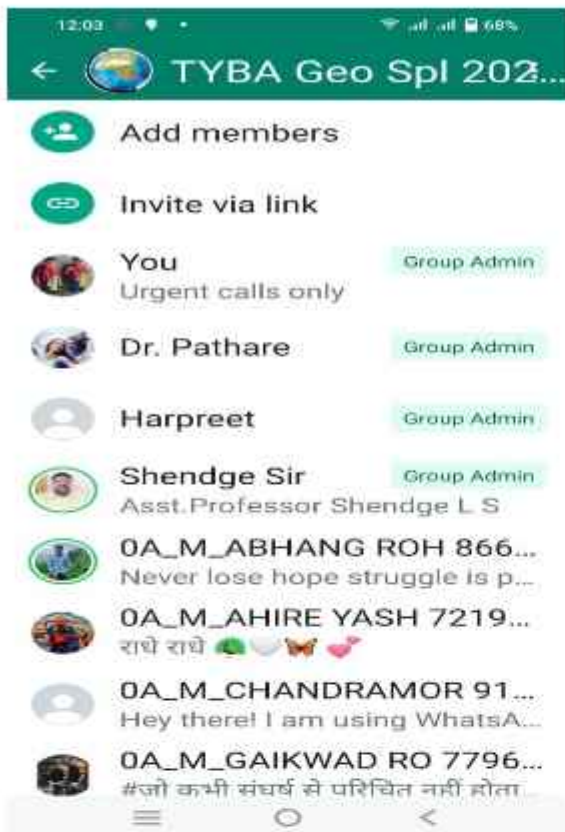 12:03 68%
TYBA Geo Spl 202...
Add members
Invite via link
You Group Admin
Urgent calls only
Dr. Pathare Group Admin
Harpreet Group Admin
Shendge Sir Group Admin
Asst.Professor Shendge L S
0A_M_ABHANG ROH 866...
Never lose hope struggle is p...
0A_M_AHIRE YASH 7219...
राधे राधे 🦚🤍🦋💞
0A_M_CHANDRAMOR 91...
Hey there! I am using WhatsA...
0A_M_GAIKWAD RO 7796...
#जो कभी संघर्ष से परिचित नहीं होता